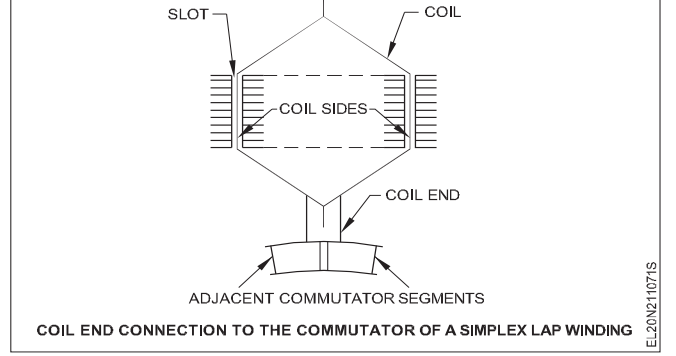 SLOT
COIL
COIL SIDES
COIL END
ADJACENT COMMUTATOR SEGMENTS
COIL END CONNECTION TO THE COMMUTATOR OF A SIMPLEX LAP WINDING
EL20N211071S